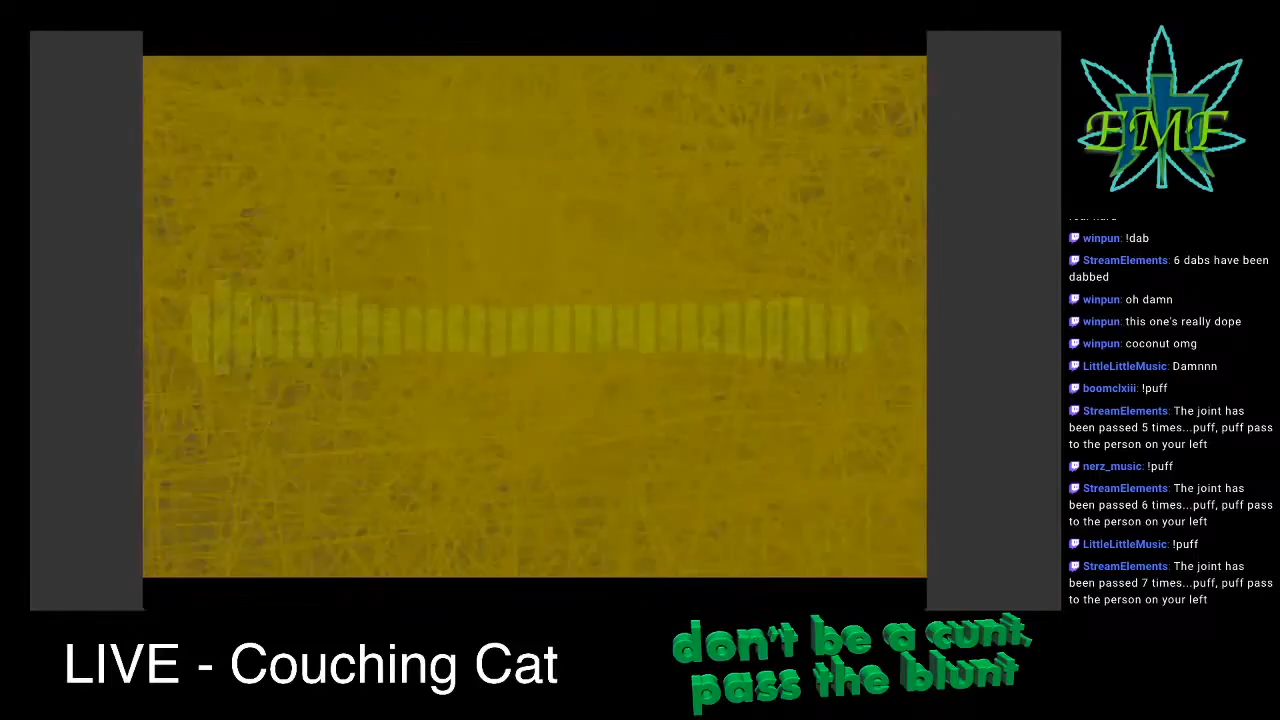 EMF
winpun: !dab
StreamElements: 6 dabs have been
dabbed
winpun: oh damn
winpun: this one's really dope
winpun: coconut omg
LittleLittleMusic: Damnnn
boomclxiii: !puff
StreamElements: The joint has
been passed 5 times...puff, puff pass
to the person on your left
nerz_music: !puff
StreamElements: The joint has
been passed 6 times...puff, puff pass
to the person on your left
LittleLittleMusic: !puff
StreamElements: The joint has
been passed 7 times...puff, puff pass
to the person on your left
LIVE - Couching Cat
don't be a cunt,
pass the blunt